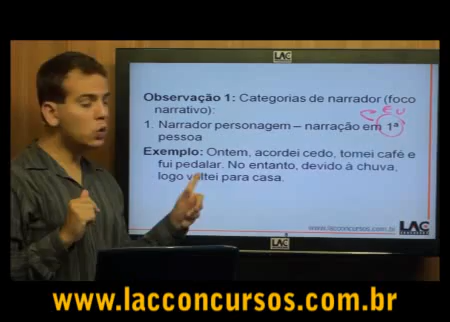 LAC
Observação 1: Categorias de narrador (foco
narrativo):
EU
1. Narrador personagem – narração em 1ª
pessoa
Exemplo: Ontem, acordei cedo, tomei café e
fui pedalar. No entanto, devido à chuva,
logo voltei para casa.
www.lacconcursos.com.br LAC
LAC
www.lacconcursos.com.br